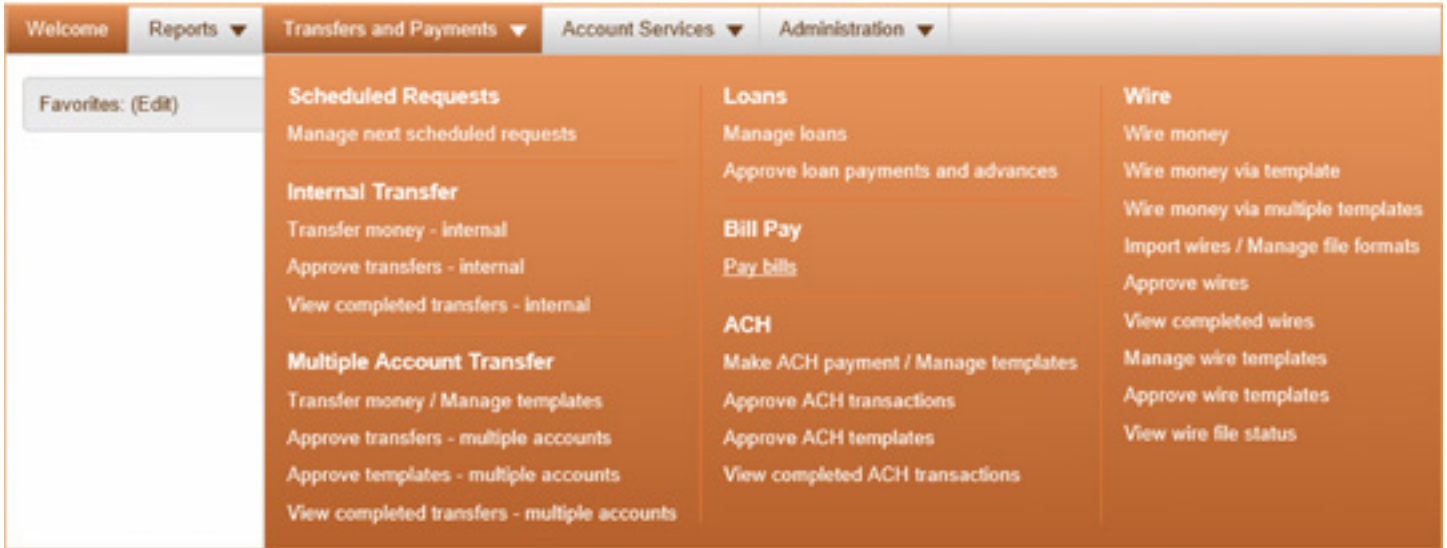 Welcome
Reports
Transfers and Payments
Account Services
Administration
Favorites: (Edit)
Scheduled Requests
Manage next scheduled requests
Internal Transfer
Transfer money - internal
Approve transfers - internal
View completed transfers - internal
Multiple Account Transfer
Transfer money / Manage templates
Approve transfers - multiple accounts
Approve templates - multiple accounts
View completed transfers - multiple accounts
Loans
Manage loans
Approve loan payments and advances
Bill Pay
Pay bills
ACH
Make ACH payment / Manage templates
Approve ACH transactions
Approve ACH templates
View completed ACH transactions
Wire
Wire money
Wire money via template
Wire money via multiple templates
Import wires / Manage file formats
Approve wires
View completed wires
Manage wire templates
Approve wire templates
View wire file status